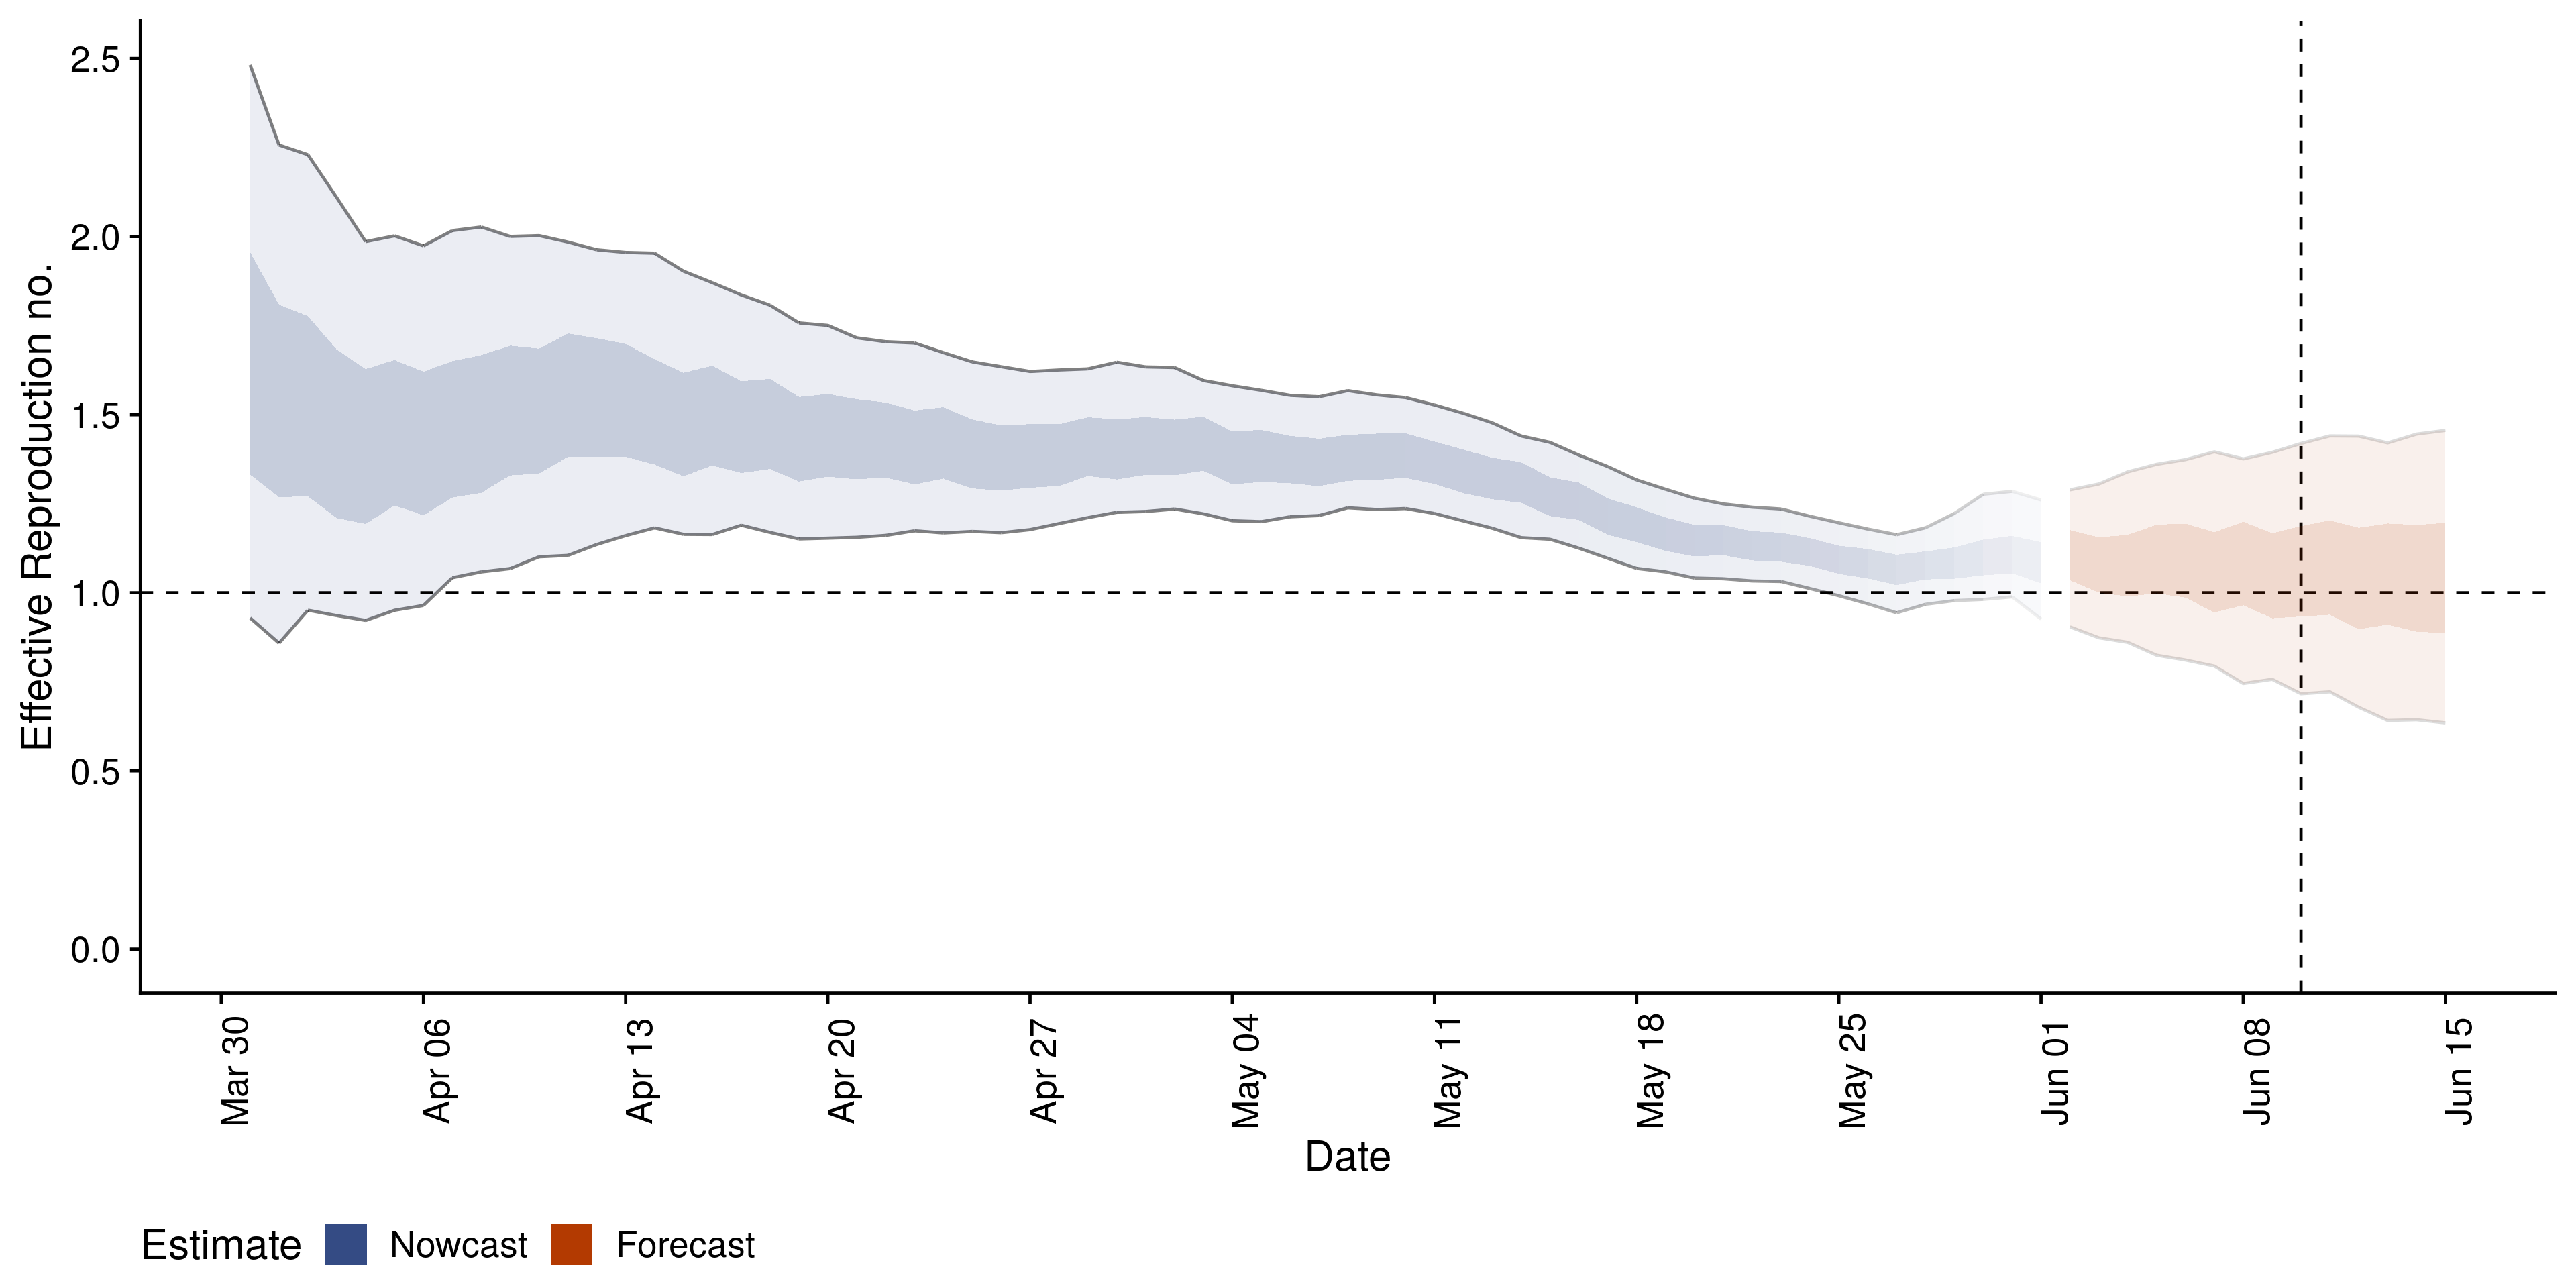 Effective Reproduction no.
2.5
2.0
1.5
1.0
0.5
0.0
Mar 30
Apr 06
Apr 13
Apr 20
Apr 27
May 04
May 11
May 18
May 25
Jun 01
Jun 08
Jun 15
Date
Estimate Nowcast Forecast